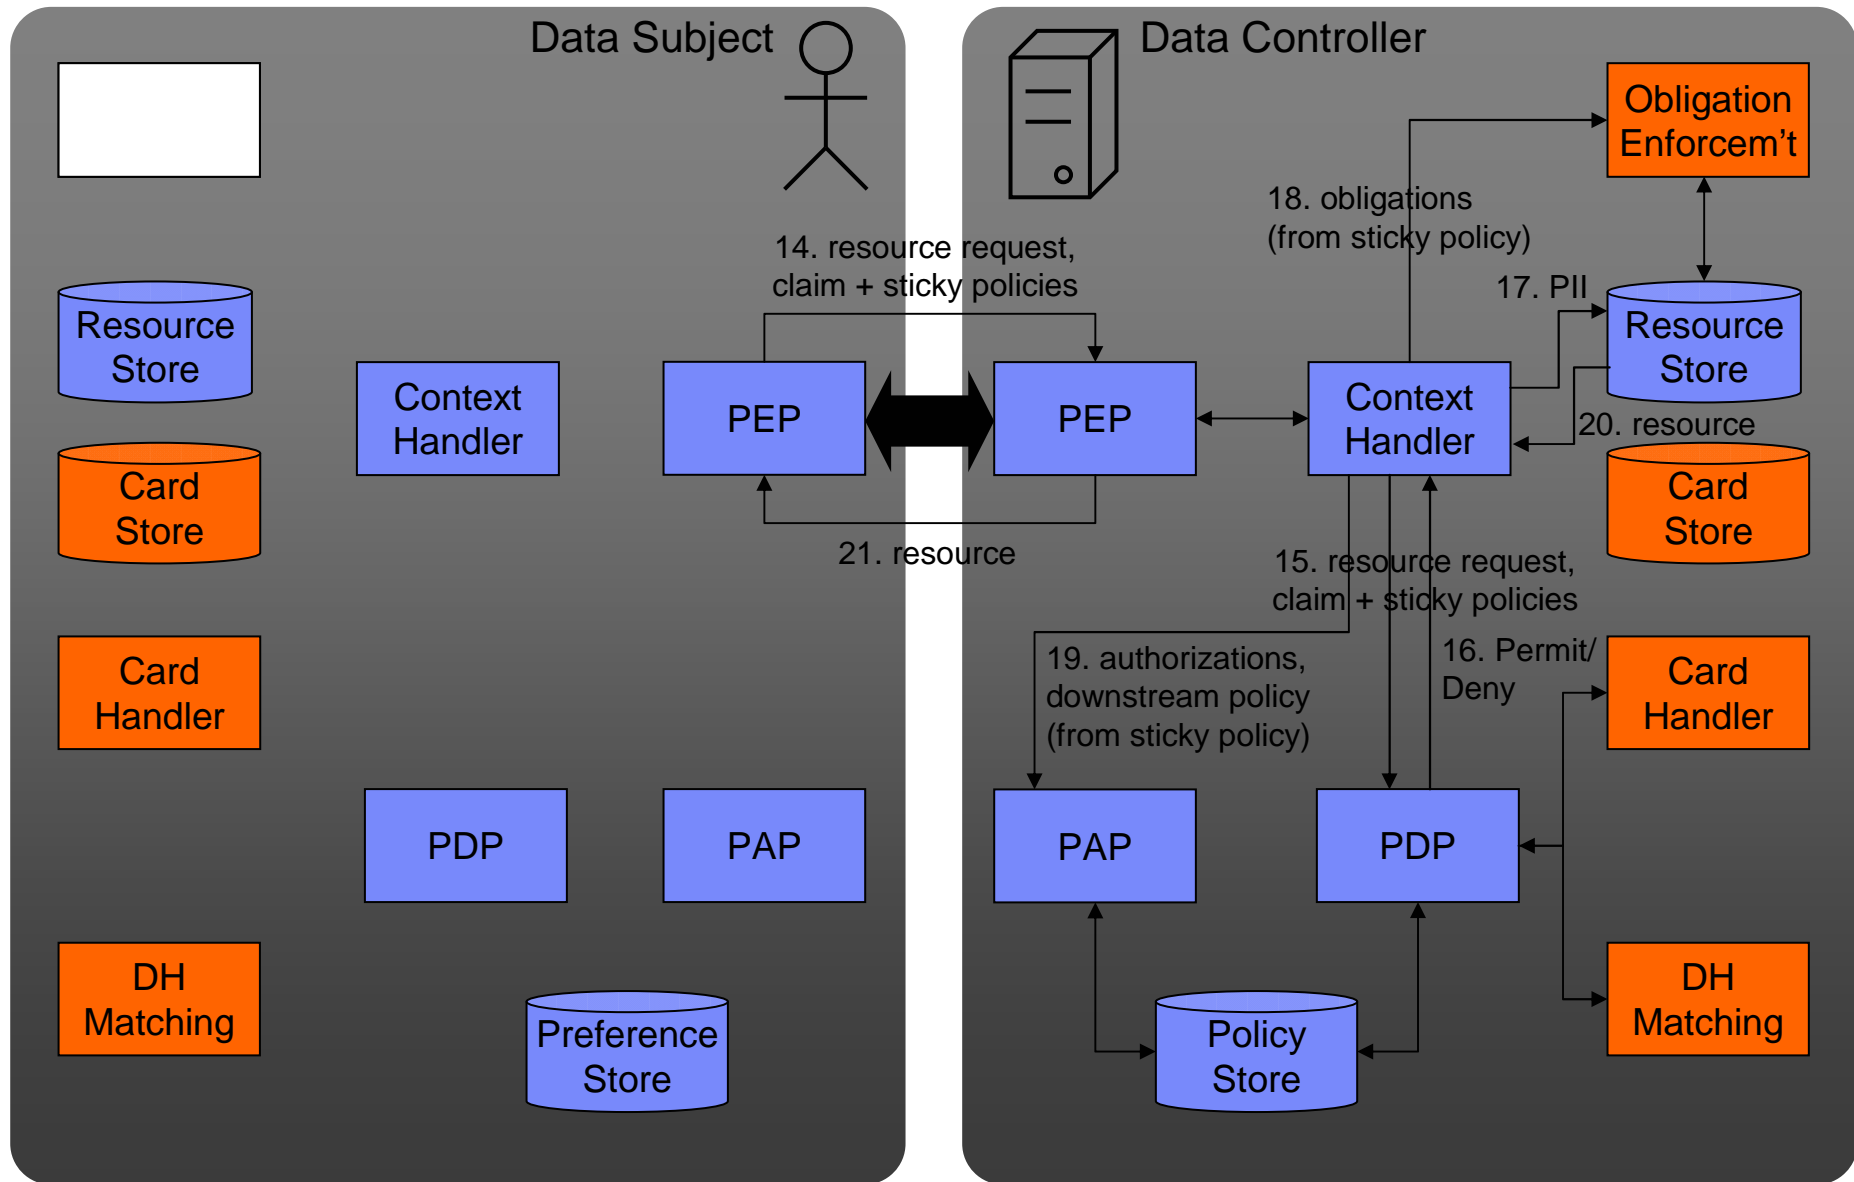 Data Subject
Resource
Store
Card
Store
Card
Handler
DH
Matching
Context
Handler
PEP
PDP
PAP
Preference
Store
14. resource request,
claim + sticky policies
21. resource
Data Controller
Obligation
Enforcem’t
18. obligations
(from sticky policy)
17. PII
Resource
Store
PEP
Context
Handler
20. resource
Card
Store
15. resource request,
claim + sticky policies
16. Permit/
Deny
19. authorizations,
downstream policy
(from sticky policy)
Card
Handler
PAP
PDP
DH
Matching
Policy
Store